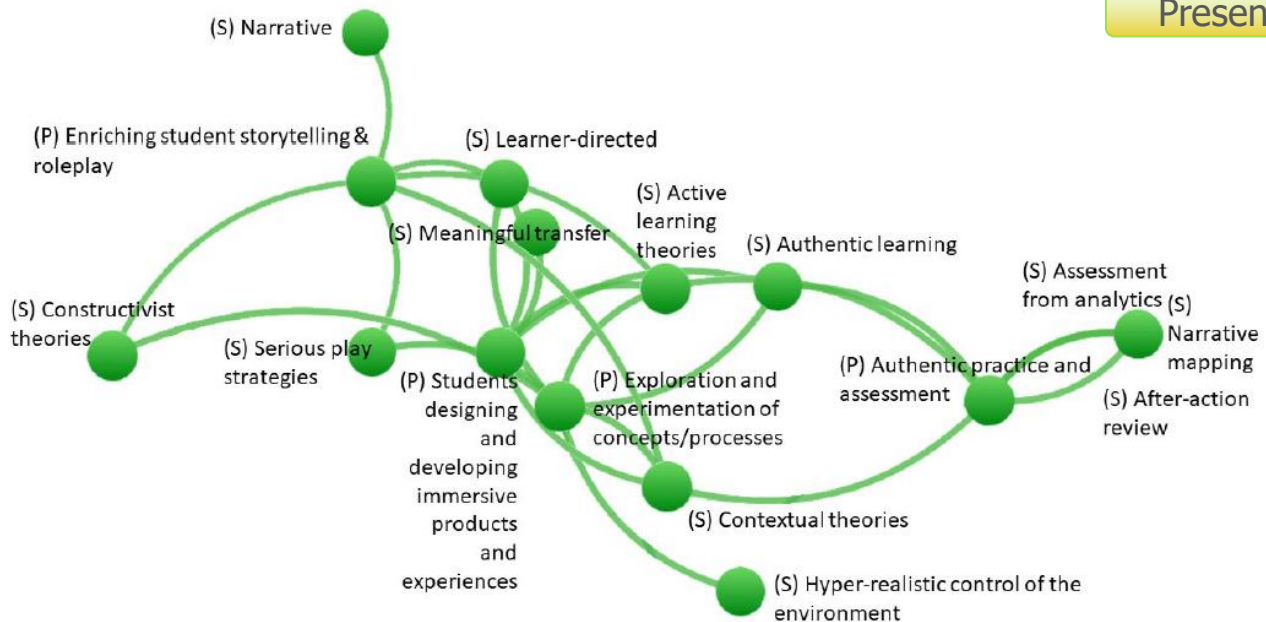 Presen
(S) Narrative
(P) Enriching student storytelling &
roleplay
(S) Learner-directed
(S) Active
learning
theories
(S) Meaningful transfer
(S) Authentic learning
(S) Assessment
from analytics
(S)
Narrative
mapping
(S) Constructivist
theories
(S) Serious play
strategies
(P) Students
designing
and
developing
immersive
products
and
experiences
(P) Exploration and
experimentation of
concepts/processes
(P) Authentic practice and
assessment
(S) After-action
review
(S) Contextual theories
(S) Hyper-realistic control of the
environment